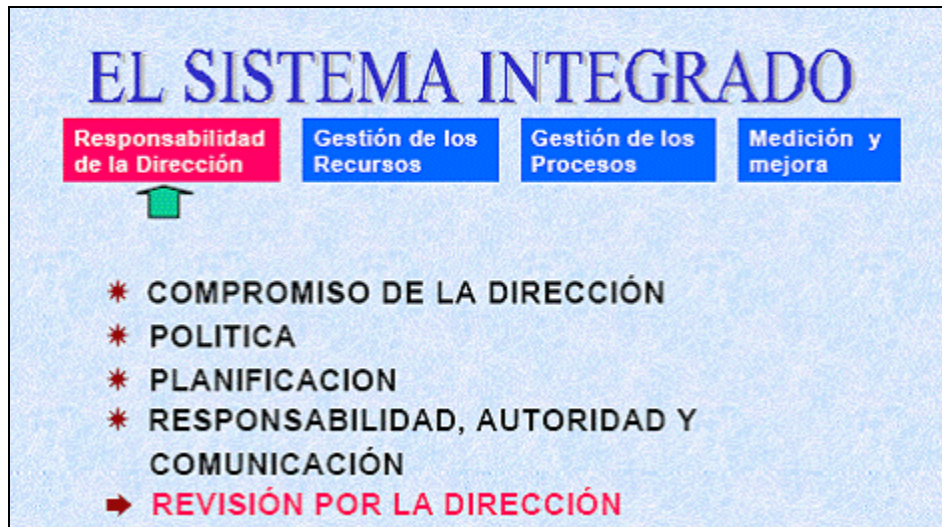 EL SISTEMA INTEGRADO
Responsabilidad de la Dirección
Gestión de los Recursos
Gestión de los Procesos
Medición y mejora
COMPROMISO DE LA DIRECCIÓN
POLITICA
PLANIFICACION
RESPONSABILIDAD, AUTORIDAD Y
COMUNICACIÓN
REVISIÓN POR LA DIRECCIÓN